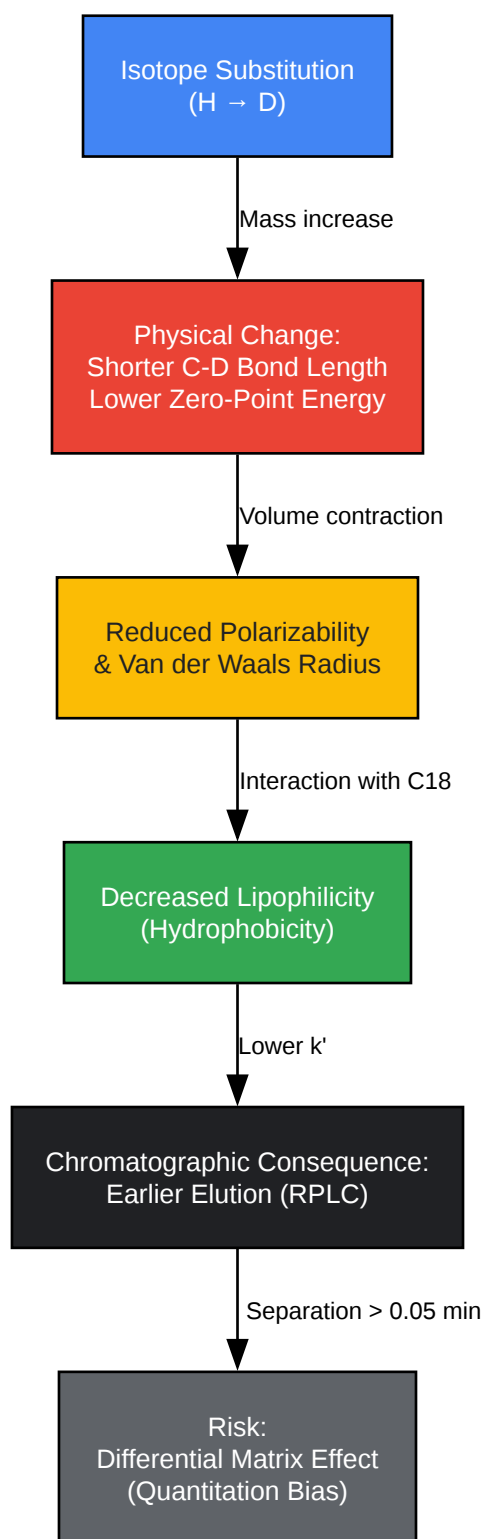 Isotope Substitution
(H → D)
Mass increase
Physical Change:
Shorter C-D Bond Length
Lower Zero-Point Energy
Volume contraction
Reduced Polarizability
& Van der Waals Radius
Interaction with C18
Decreased Lipophilicity
(Hydrophobicity)
Lower k'
Chromatographic Consequence:
Earlier Elution (RPLC)
Separation > 0.05 min
Risk:
Differential Matrix Effect
(Quantitation Bias)